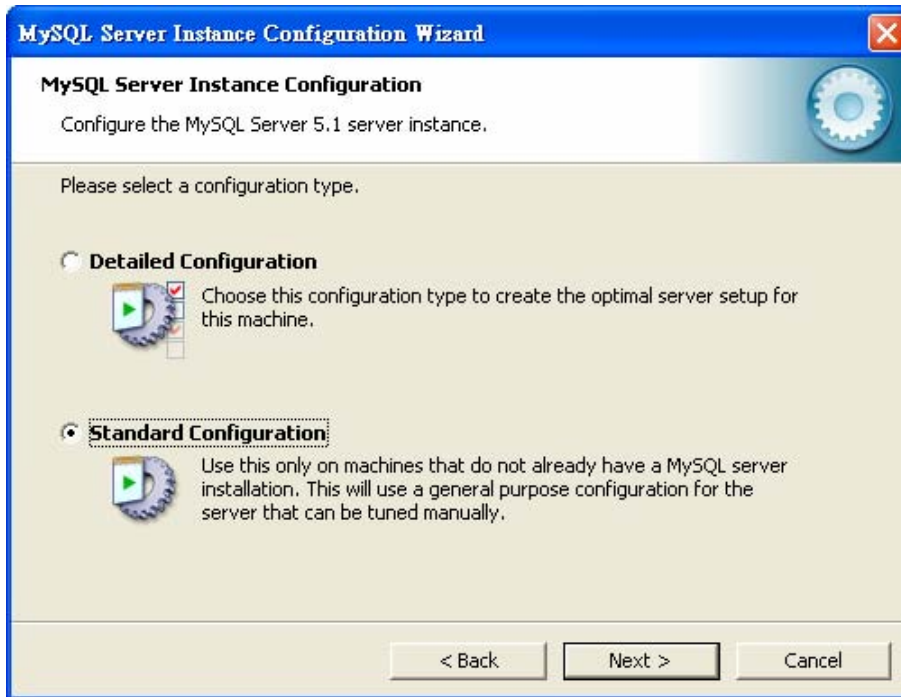 MySQL Server Instance Configuration Wizard
MySQL Server Instance Configuration
Configure the MySQL Server 5.1 server instance.
Please select a configuration type.
Detailed Configuration
Choose this configuration type to create the optimal server setup for
this machine.
Standard Configuration
Use this only on machines that do not already have a MySQL server
installation. This will use a general purpose configuration for the
server that can be tuned manually.
< Back
Next >
Cancel